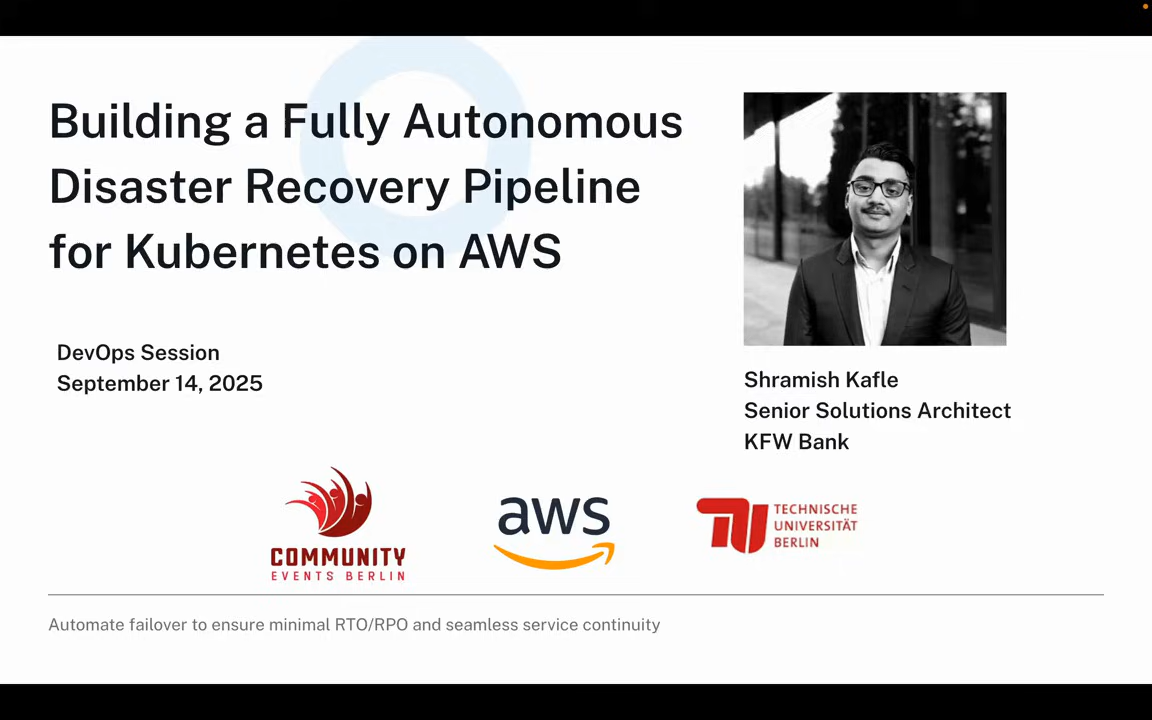 Building a Fully Autonomous
Disaster Recovery Pipeline
for Kubernetes on AWS
DevOps Session
September 14, 2025
Shramish Kafle
Senior Solutions Architect
KFW Bank
COMMUNITY
EVENTS BERLIN
aws
TECHNISCHE
UNIVERSITÄT
BERLIN
Automate failover to ensure minimal RTO/RPO and seamless service continuity